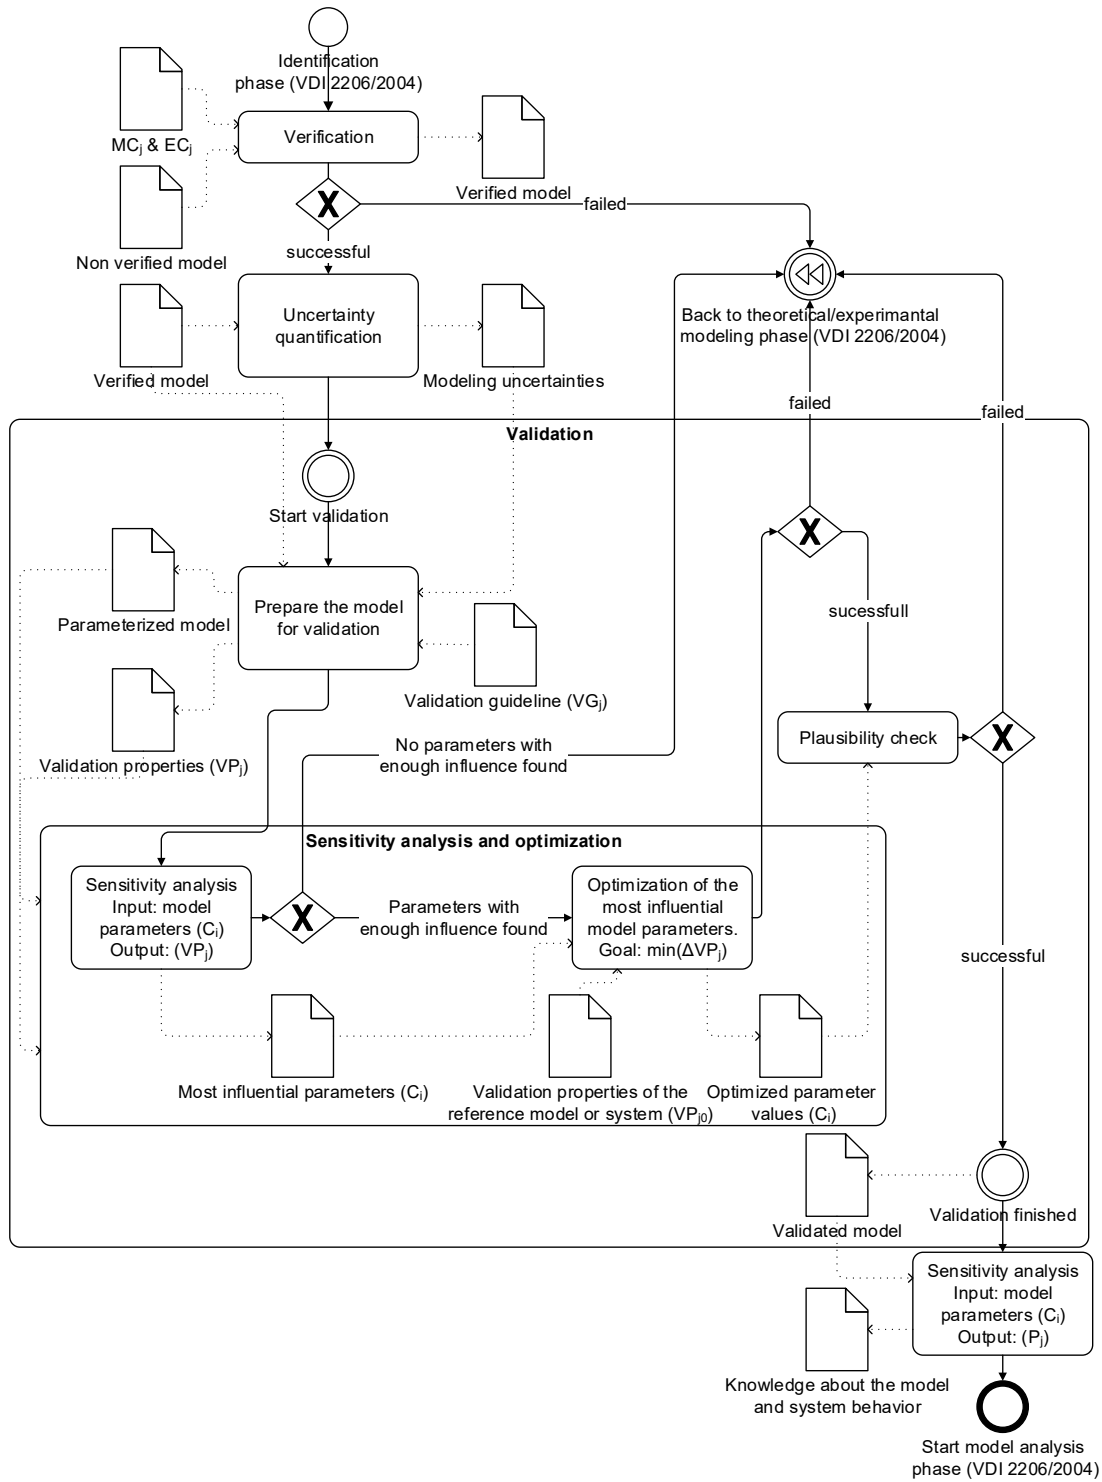 Identification
phase (VDI 2206/2004)
MCj & ECj
Verification
Verified model
X
failed
Non verified model
successful
Uncertainty
quantification
Back to theoretical/experimantal
modeling phase (VDI 2206/2004)
Verified model
Modeling uncertainties
failed
failed
Validation
Start validation
X
Prepare the model
for validation
Parameterized model
sucessfull
Validation guideline (VGj)
Plausibility check
X
No parameters with
enough influence found
Validation properties (VPj)
Sensitivity analysis and optimization
Sensitivity analysis
Input: model
parameters (Ci)
Output: (VPj)
X
Parameters with
enough influence found
Optimization of the
most influential
model parameters.
Goal: min(ΔVPj)
successful
Most influential parameters (Ci)
Validation properties of the
reference model or system (VPj0)
Optimized parameter
values (Ci)
Validated model
Validation finished
Sensitivity analysis
Input: model
parameters (Ci)
Output: (Pj)
Knowledge about the model
and system behavior
Start model analysis
phase (VDI 2206/2004)